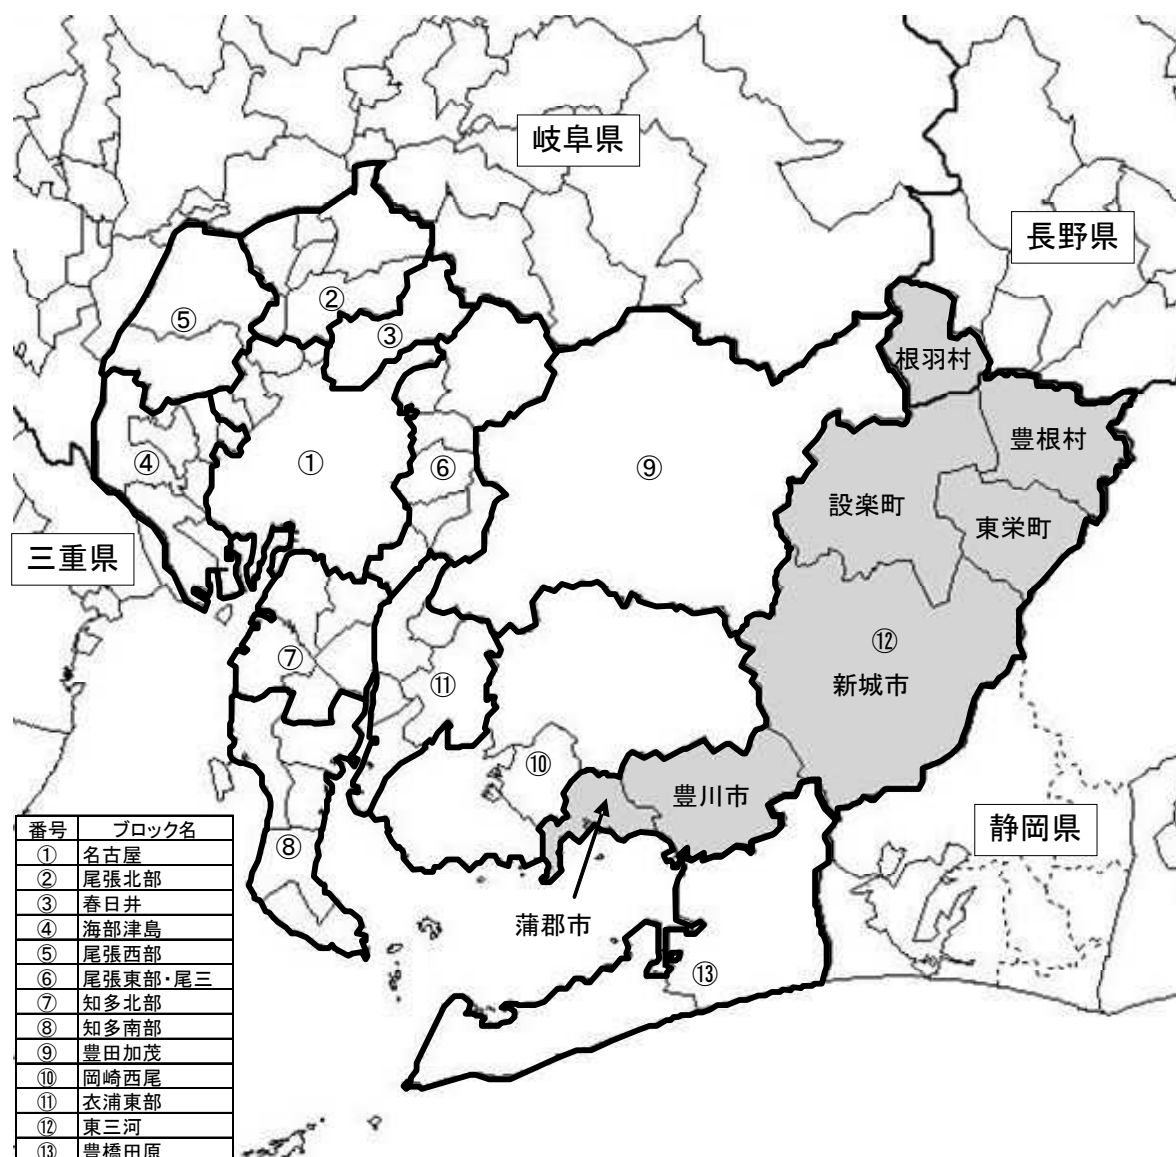 岐阜県
長野県
②
⑤
③
根羽村
豊根村
④
①
⑥
⑨
設楽町
東栄町
三重県
⑫
⑦
⑪
新城市
⑩
豊川市
静岡県
⑧
蒲郡市
⑬
番号 ブロック名
① 名古屋
② 尾張北部
③ 春日井
④ 海部津島
⑤ 尾張西部
⑥ 尾張東部・尾三
⑦ 知多北部
⑧ 知多南部
⑨ 豊田加茂
⑩ 岡崎西尾
⑪ 衣浦東部
⑫ 東三河
⑬ 豊橋田原